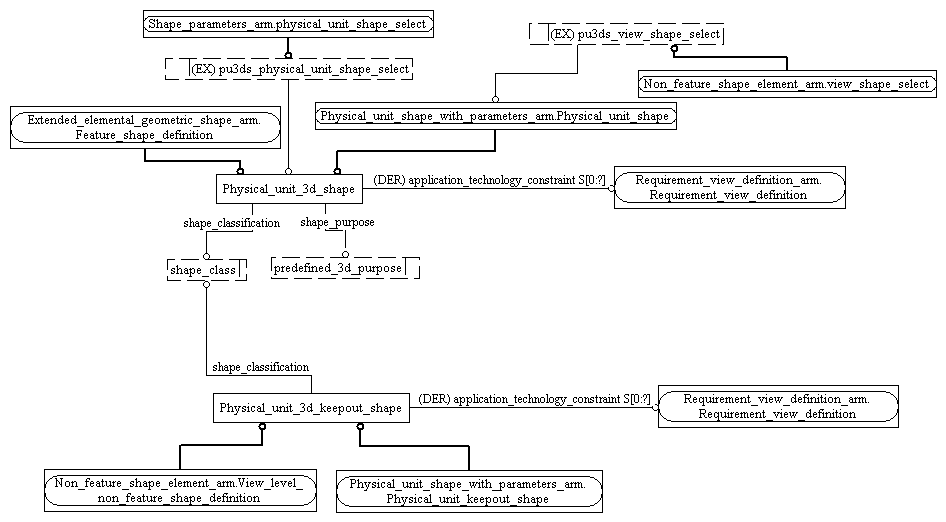 Shape_parameters_arm.physical_unit_shape_select
(EX) pu3ds_view_shape_select
(EX) pu3ds_physical_unit_shape_select
Non_feature_shape_element_arm.view_shape_select
Extended_elemental_geometric_shape_arm.
Feature_shape_definition
Physical_unit_shape_with_parameters_arm.Physical_unit_shape
Physical_unit_3d_shape
(DER) application_technology_constraint S[0:?]
Requirement_view_definition_arm.
Requirement_view_definition
shape_classification
shape_purpose
shape_class
predefined_3d_purpose
shape_classification
Physical_unit_3d_keepout_shape
(DER) application_technology_constraint S[0:?]
Requirement_view_definition_arm.
Requirement_view_definition
Non_feature_shape_element_arm.View_level_
non_feature_shape_definition
Physical_unit_shape_with_parameters_arm.
Physical_unit_keepout_shape